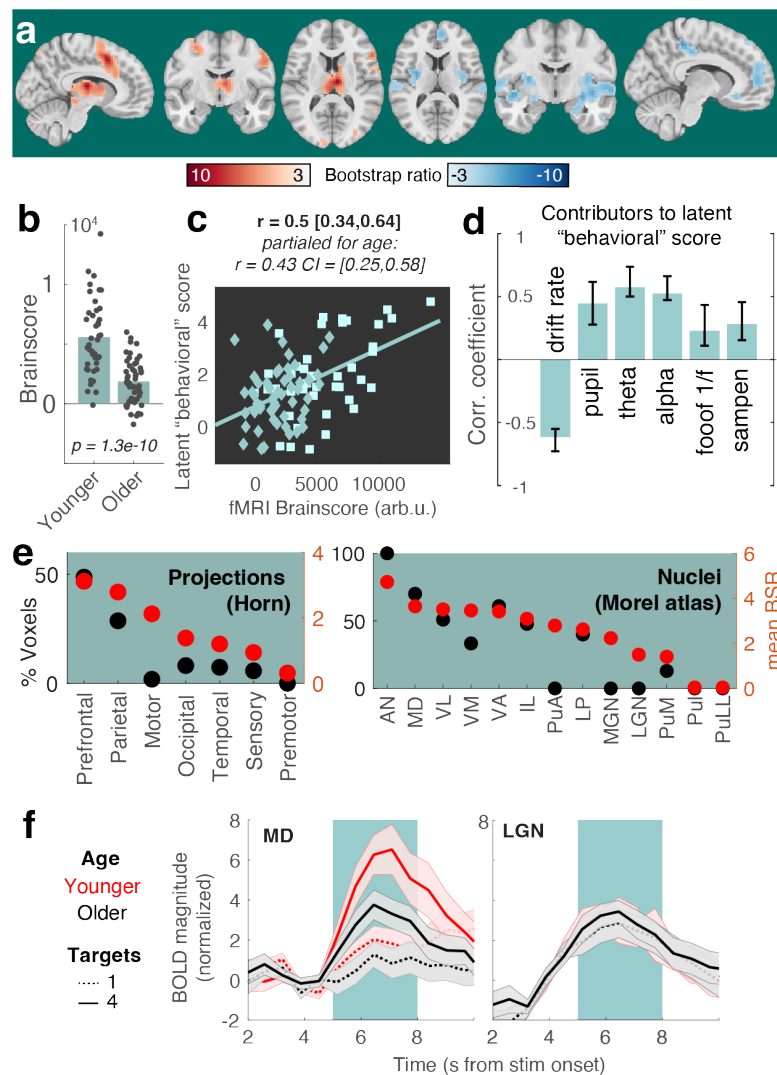 a
10
3
Bootstrap ratio
-3
-10
b
10⁴
1
0
Brainscore
p = 1.3e-10
Younger
Older
c
r = 0.5 [0.34,0.64]
partialed for age:
r = 0.43 CI = [0.25,0.58]
Latent “behavioral” score
4
2
0
0
5000
10000
fMRI Brainscore (arb.u.)
d
Contributors to latent
“behavioral” score
Corr. coefficient
1
0.5
-0.5
-1
drift rate
pupil
theta
alpha
fooof 1/f
sampen
e
% Voxels
50
0
Projections
(Horn)
4
2
0
Prefrontal
Parietal
Motor
Occipital
Temporal
Sensory
Premotor
100
50
0
Nuclei
(Morel atlas)
6
4
2
0
mean BSR
AN
MD
VL
VM
VA
IL
PuA
LP
MGN
LGN
PuM
PuI
PuLL
f
Age
Younger
Older
Targets
1
4
BOLD magnitude
(normalized)
8
6
4
2
0
-2
MD
2
4
6
8
8
-2
LGN
2
4
6
8
Time (s from stim onset)